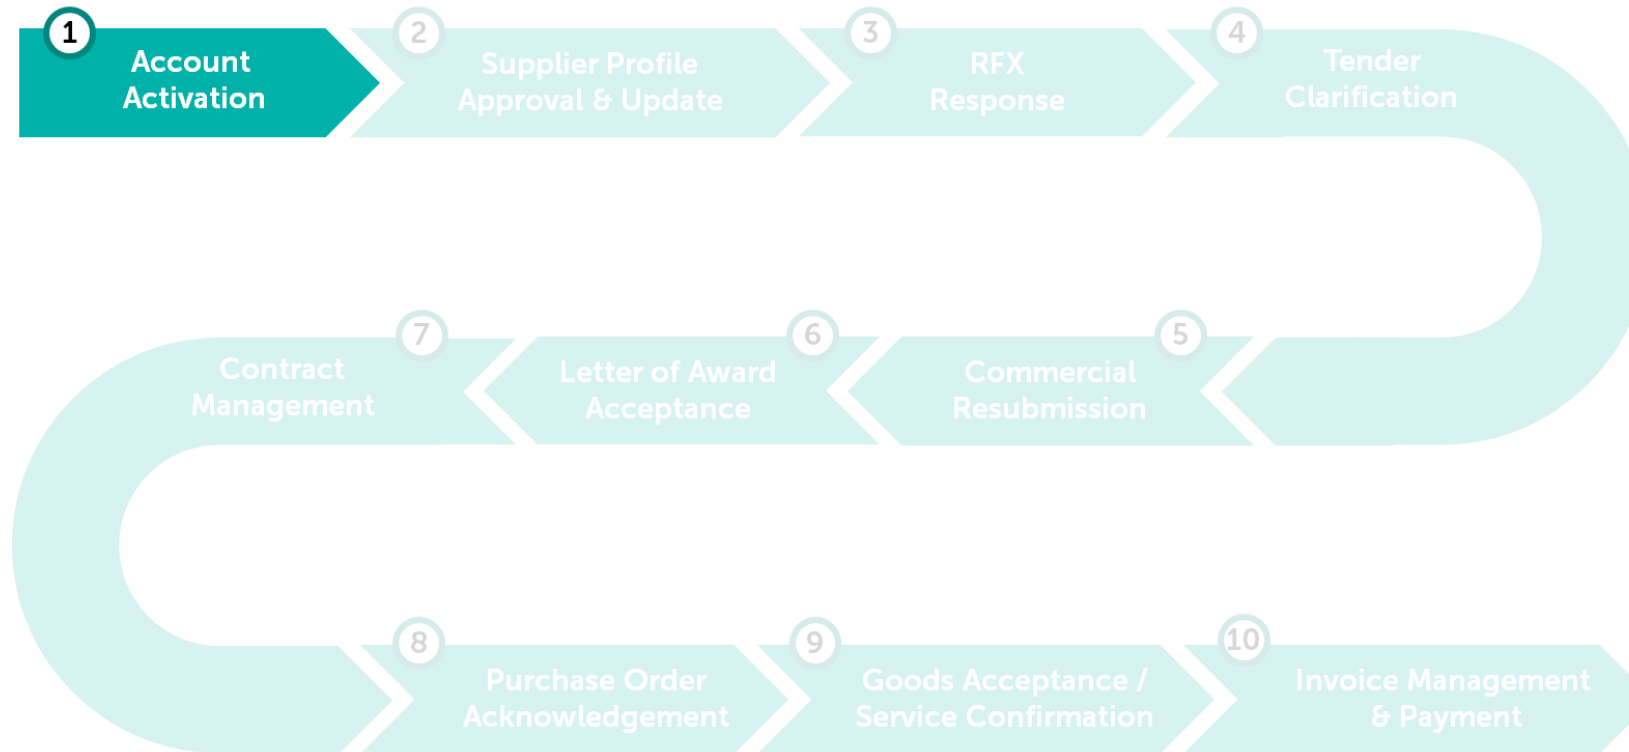 1
Account
Activation
2
Supplier Profile
Approval & Update
3
RFX
Response
4
Tender
Clarification
5
Commercial
Resubmission
6
Letter of Award
Acceptance
7
Contract
Management
8
Purchase Order
Acknowledgement
9
Goods Acceptance /
Service Confirmation
10
Invoice Management
& Payment